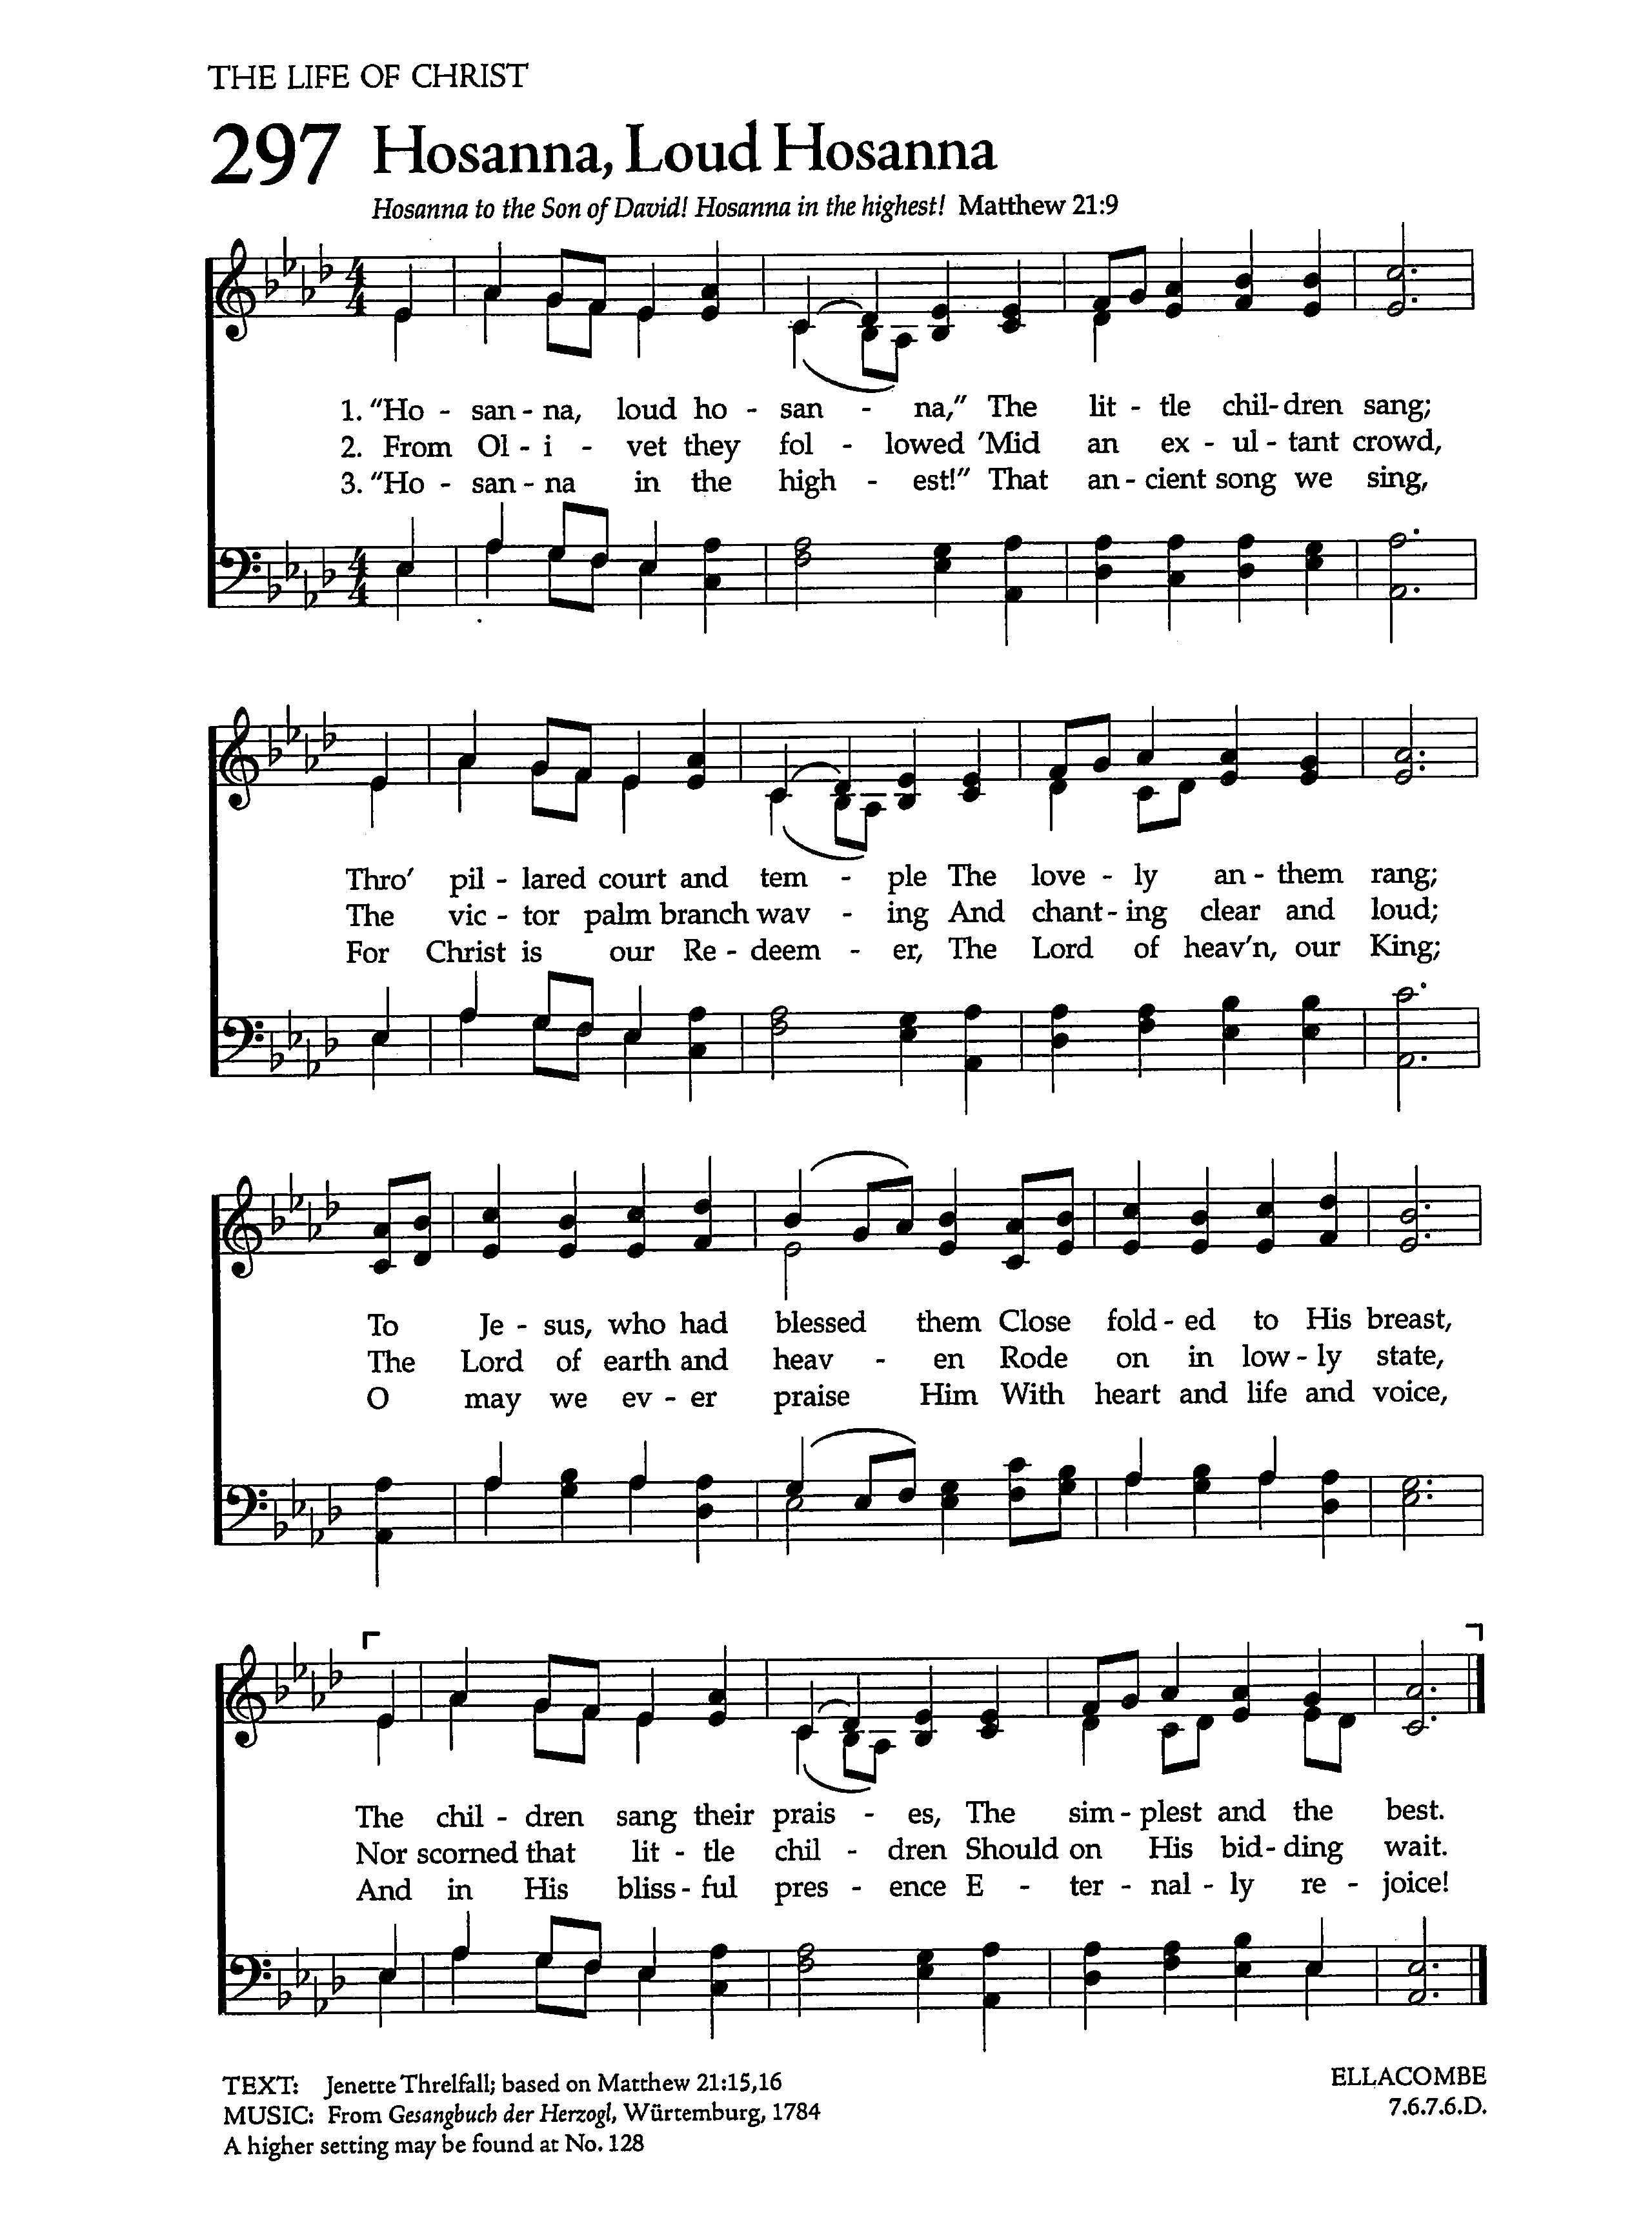 THE LIFE OF CHRIST
297 Hosanna, Loud Hosanna
Hosanna to the Son of David! Hosanna in the highest! Matthew 21:9
4 4
1. "Ho - san - na, loud ho - san - na," The lit - tle chil - dren sang;
2. From Ol - i - vet they fol - lowed 'Mid an ex - ul - tant crowd,
3. "Ho - san - na in the high - est!" That an - cient song we sing,
4 4
Thro' pil - lared court and tem - ple The love - ly an - them rang;
The vic - tor palm branch wav - ing And chant - ing clear and loud;
For Christ is our Re - deem - er, The Lord of heav'n, our King;
To Je - sus, who had blessed them Close fold - ed to His breast,
The Lord of earth and heav - en Rode on in low - ly state,
O may we ev - er praise Him With heart and life and voice,
The chil - dren sang their prais - es, The sim - plest and the best.
Nor scorned that lit - tle chil - dren Should on His bid - ding wait.
And in His bliss - ful pres - ence E - ter - nal - ly re - joice!
TEXT: Jenette Threlfall; based on Matthew 21:15,16
MUSIC: From Gesangbuch der Herzogl, Würtemburg, 1784
A higher setting may be found at No. 128
ELLACOMBE
7.6.7.6.D.